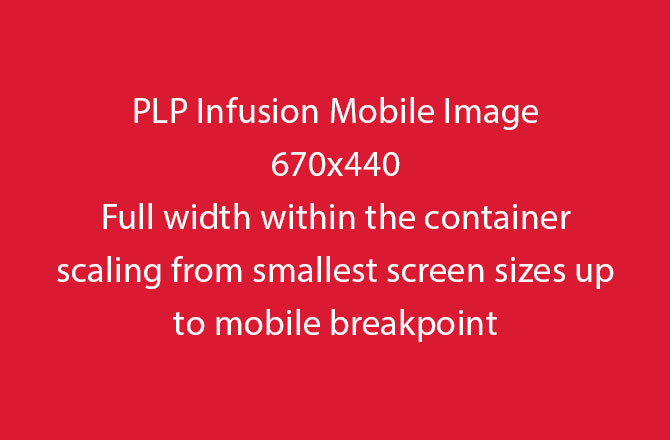 PLP Infusion Mobile Image
670x440
Full width within the container
scaling from smallest screen sizes up
to mobile breakpoint